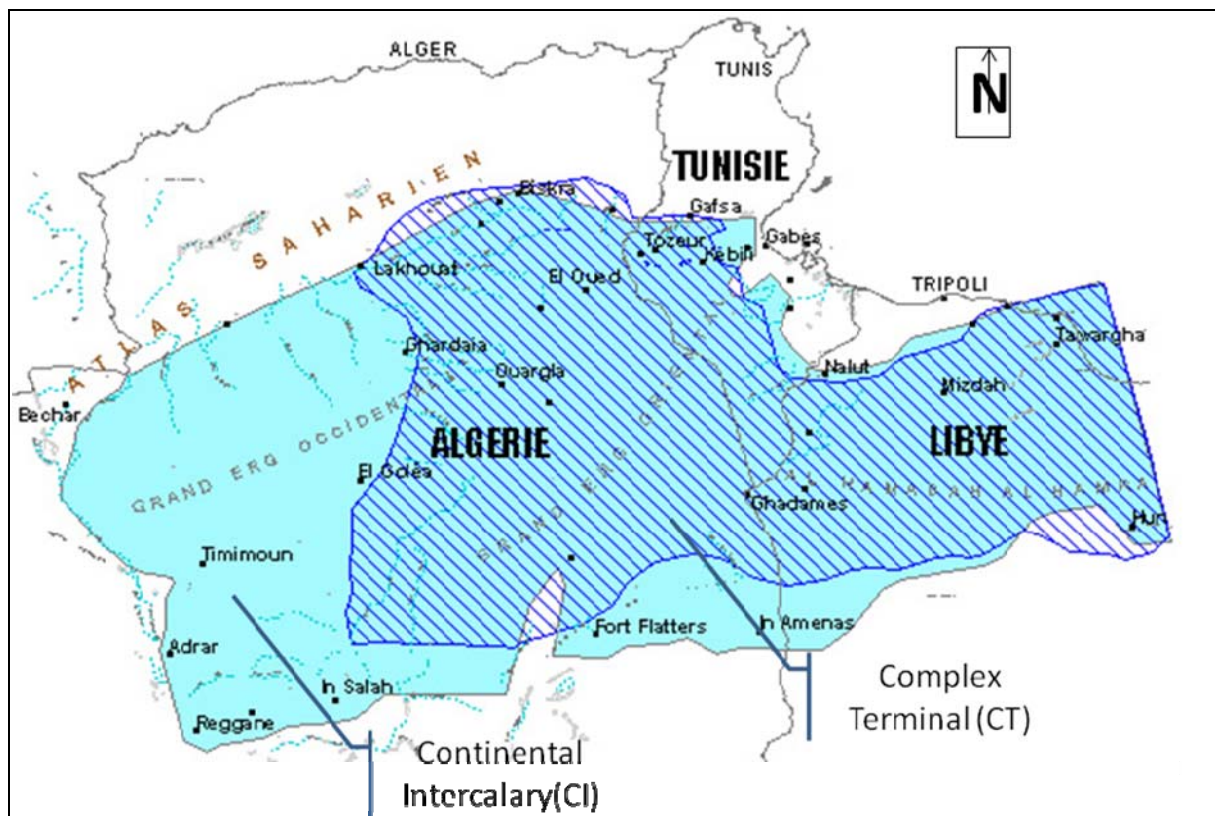 ALGER
TUNIS
N
TUNISIE
ATLAS SAHARIEN
Biskra
Gafsa
Tozeur
Gabes
Kebili
Lakhouat
El Oued
TRIPOLI
Ghardaia
Tawargha
Nalut
Ouargla
Mizdah
Bechar
GRAND ERG OCCIDENTAL
ALGERIE
GRAND ERG ORIENTAL
LIBYE
El Goléa
AL HAMADAH AL HAMRA
Ghadames
Hun
Timimoun
Fort Flatters
In Amenas
Adrar
In Salah
Reggane
Complex
Terminal (CT)
Continental
Intercalary(CI)